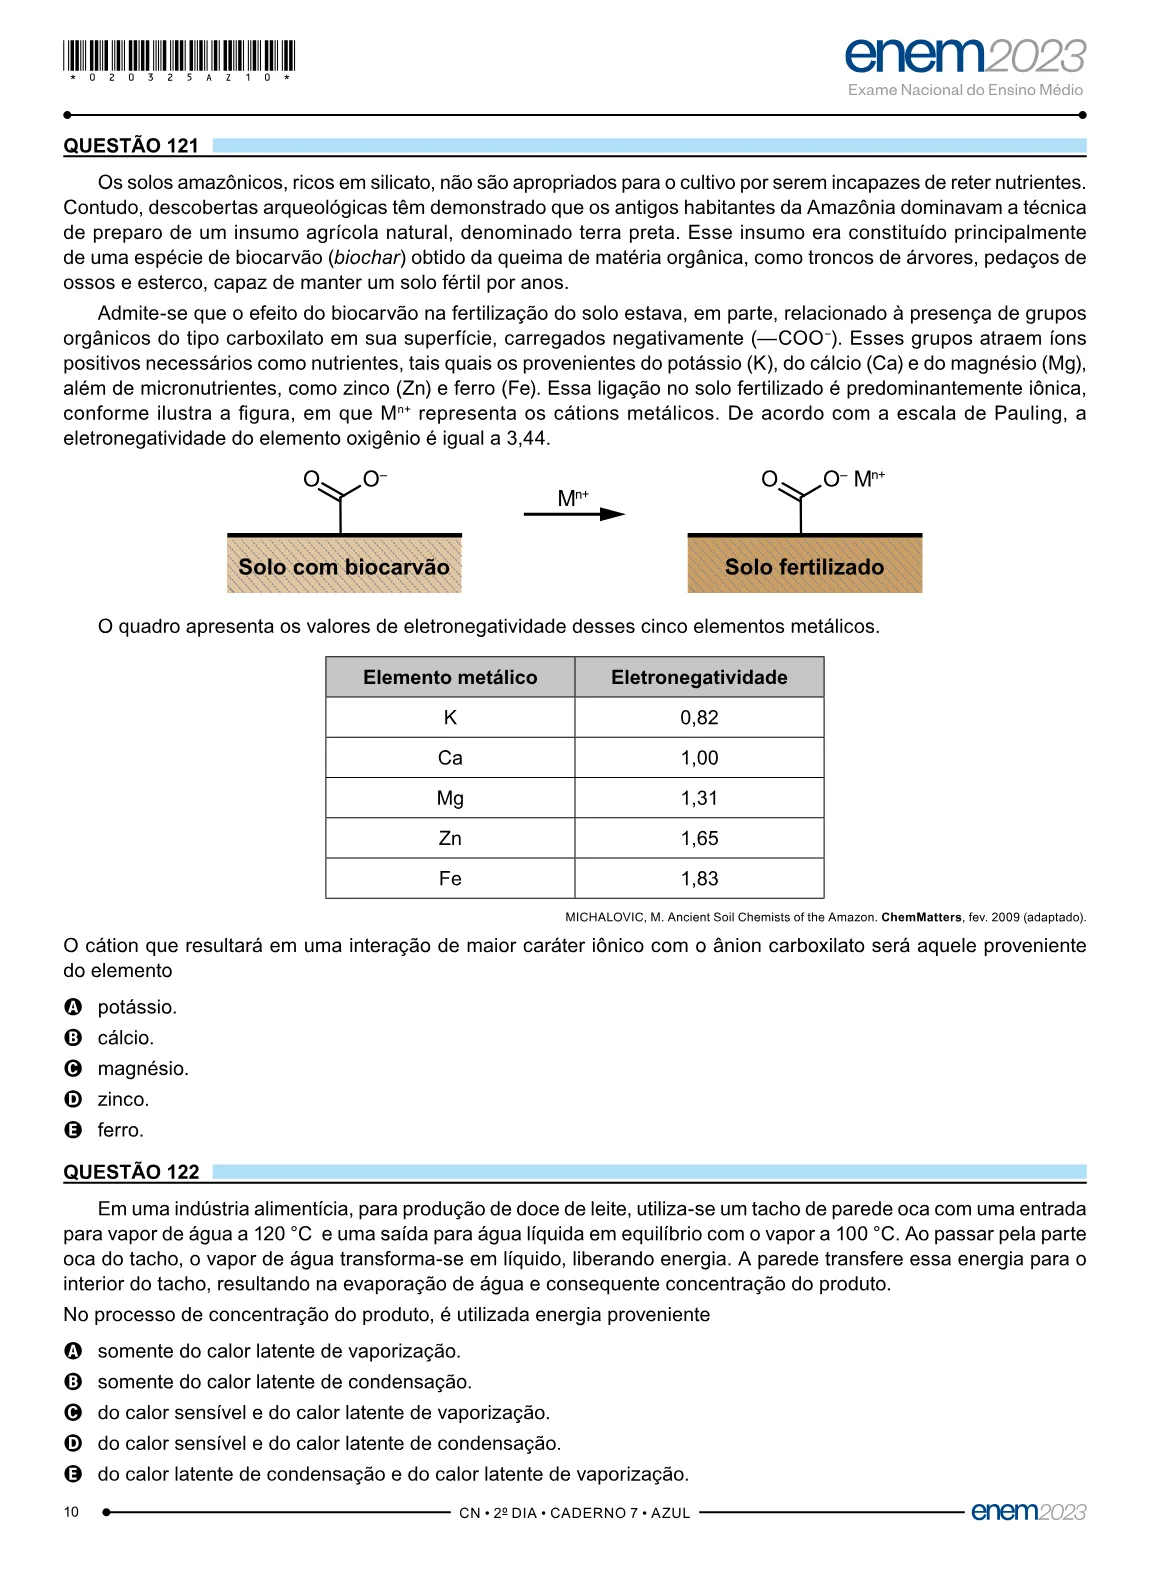 *020325AZ10*
enem2023
Exame Nacional do Ensino Médio
QUESTÃO 121
Os solos amazônicos, ricos em silicato, não são apropriados para o cultivo por serem incapazes de reter nutrientes.
Contudo, descobertas arqueológicas têm demonstrado que os antigos habitantes da Amazônia dominavam a técnica
de preparo de um insumo agrícola natural, denominado terra preta. Esse insumo era constituído principalmente
de uma espécie de biocarvão (biochar) obtido da queima de matéria orgânica, como troncos de árvores, pedaços de
ossos e esterco, capaz de manter um solo fértil por anos.
Admite-se que o efeito do biocarvão na fertilização do solo estava, em parte, relacionado à presença de grupos
orgânicos do tipo carboxilato em sua superfície, carregados negativamente (—COO⁻). Esses grupos atraem íons
positivos necessários como nutrientes, tais quais os provenientes do potássio (K), do cálcio (Ca) e do magnésio (Mg),
além de micronutrientes, como zinco (Zn) e ferro (Fe). Essa ligação no solo fertilizado é predominantemente iônica,
conforme ilustra a figura, em que Mⁿ⁺ representa os cátions metálicos. De acordo com a escala de Pauling, a
eletronegatividade do elemento oxigênio é igual a 3,44.
O O⁻ Mⁿ⁺ O O⁻ Mⁿ⁺
Solo com biocarvão Solo fertilizado
O quadro apresenta os valores de eletronegatividade desses cinco elementos metálicos.
Elemento metálico Eletronegatividade
K 0,82
Ca 1,00
Mg 1,31
Zn 1,65
Fe 1,83
MICHALOVIC, M. Ancient Soil Chemists of the Amazon. ChemMatters, fev. 2009 (adaptado).
O cátion que resultará em uma interação de maior caráter iônico com o ânion carboxilato será aquele proveniente
do elemento
A potássio.
B cálcio.
C magnésio.
D zinco.
E ferro.
QUESTÃO 122
Em uma indústria alimentícia, para produção de doce de leite, utiliza-se um tacho de parede oca com uma entrada
para vapor de água a 120 °C e uma saída para água líquida em equilíbrio com o vapor a 100 °C. Ao passar pela parte
oca do tacho, o vapor de água transforma-se em líquido, liberando energia. A parede transfere essa energia para o
interior do tacho, resultando na evaporação de água e consequente concentração do produto.
No processo de concentração do produto, é utilizada energia proveniente
A somente do calor latente de vaporização.
B somente do calor latente de condensação.
C do calor sensível e do calor latente de vaporização.
D do calor sensível e do calor latente de condensação.
E do calor latente de condensação e do calor latente de vaporização.
10 CN • 2º DIA • CADERNO 7 • AZUL enem2023